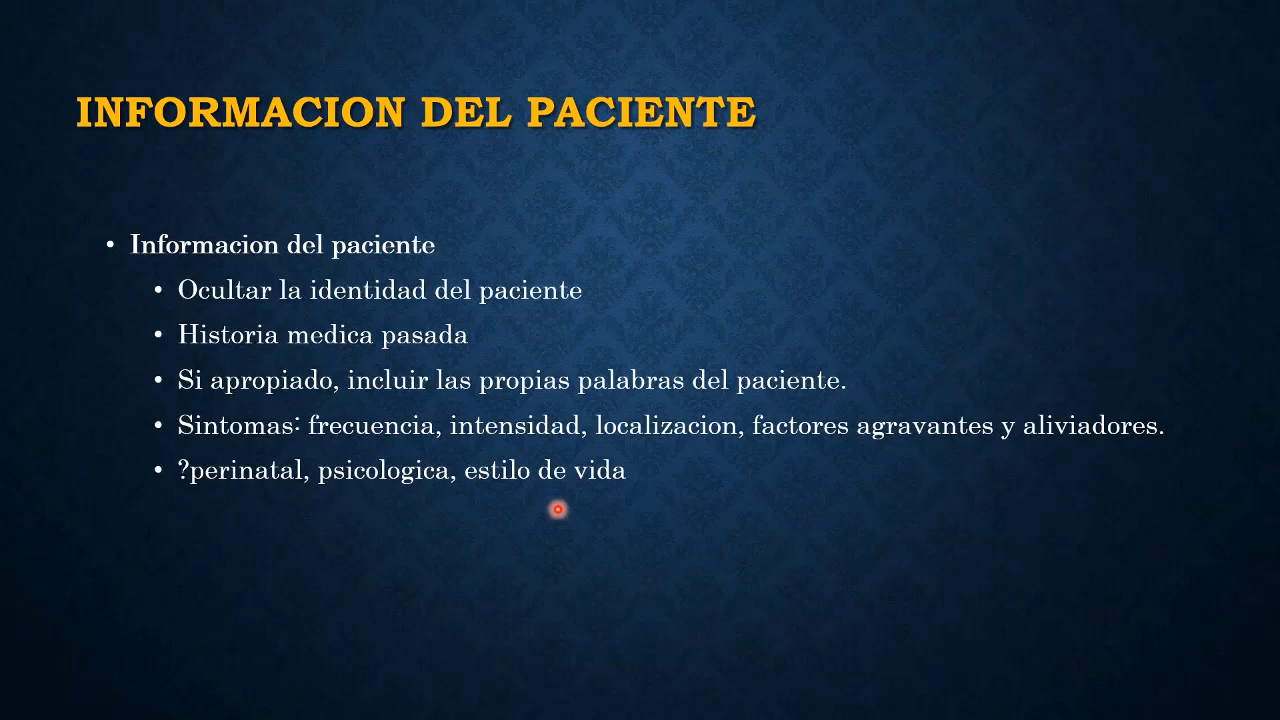 INFORMACION DEL PACIENTE
• Informacion del paciente
• Ocultar la identidad del paciente
• Historia medica pasada
• Si apropiado, incluir las propias palabras del paciente.
• Sintomas: frecuencia, intensidad, localizacion, factores agravantes y aliviadores.
• ?perinatal, psicologica, estilo de vida